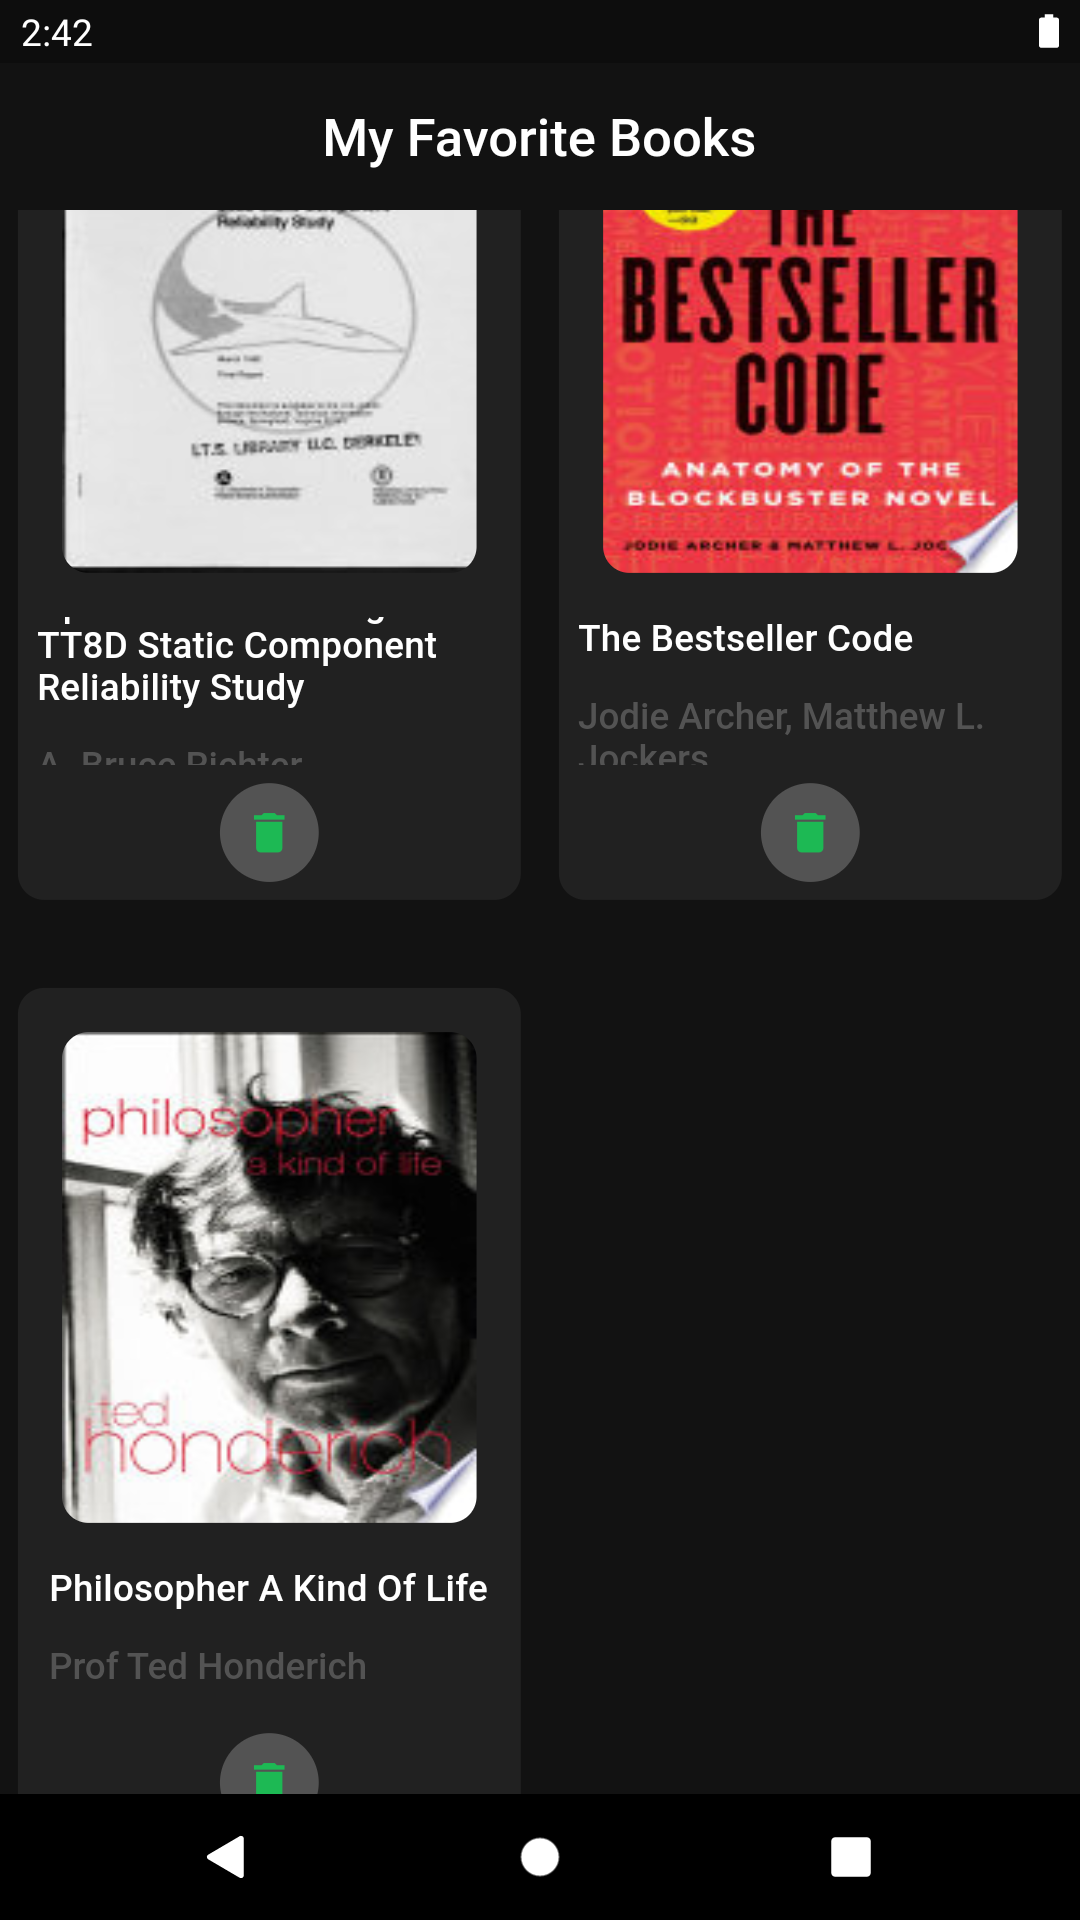 2:42
My Favorite Books
Reliability Study
I.T.S. LIBRARY U.C. BERKELEY
THE
BESTSELLER
CODE
ANATOMY OF THE
BLOCKBUSTER NOVEL
JODIE ARCHER & MATTHEW L. JOC
TT8D Static Component
Reliability Study
A. Bruce Richter
The Bestseller Code
Jodie Archer, Matthew L.
Jockers
philosopher
a kind of life
ted
honderich
Philosopher A Kind Of Life
Prof Ted Honderich